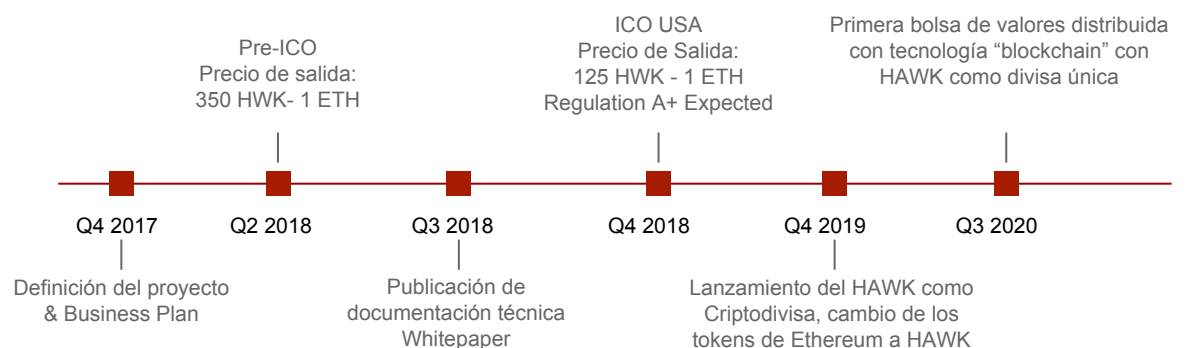 Pre-ICO
Precio de salida:
350 HWK- 1 ETH
ICO USA
Precio de Salida:
125 HWK - 1 ETH
Regulation A+ Expected
Primera bolsa de valores distribuida
con tecnología “blockchain” con
HAWK como divisa única
Q4 2017
Q2 2018
Q3 2018
Q4 2018
Q4 2019
Q3 2020
Definición del proyecto
& Business Plan
Publicación de
documentación técnica
Whitepaper
Lanzamiento del HAWK como
Criptodivisa, cambio de los
tokens de Ethereum a HAWK